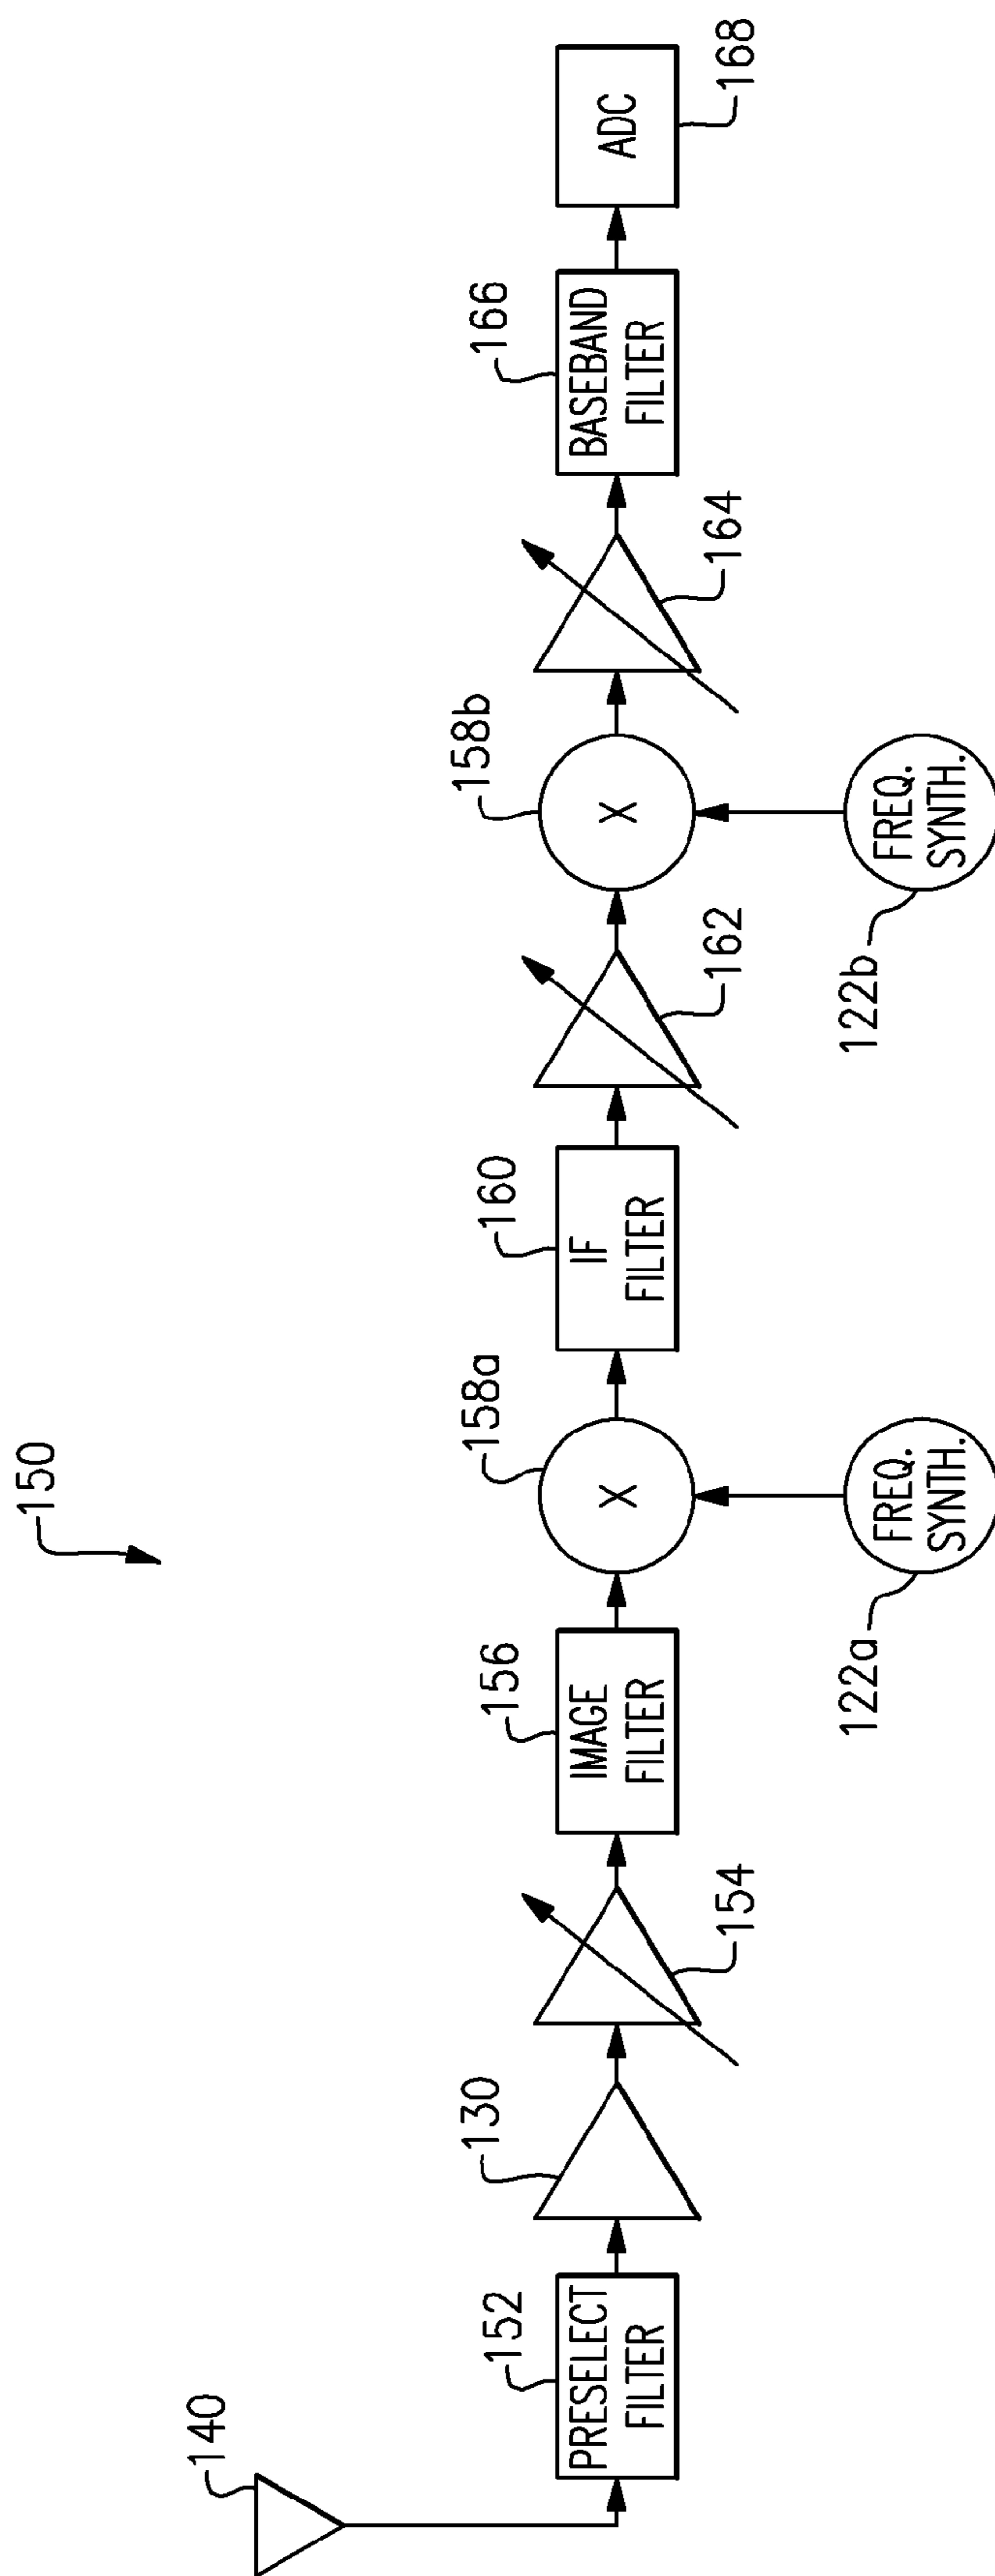 150
140
152
PRESELECT
FILTER
130
154
156
IMAGE
FILTER
158a
X
FREQ.
SYNTH.
122a
160
IF
FILTER
162
158b
X
FREQ.
SYNTH.
122b
164
166
BASEBAND
FILTER
ADC
168